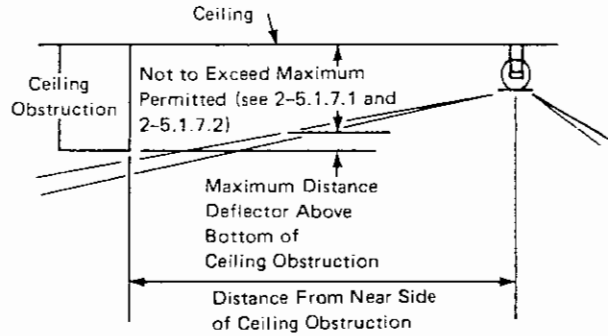 Ceiling
Ceiling
Obstruction
Not to Exceed Maximum
Permitted (see 2-5.1.7.1 and
2-5.1.7.2)
Maximum Distance
Deflector Above
Bottom of
Ceiling Obstruction
Distance From Near Side
of Ceiling Obstruction